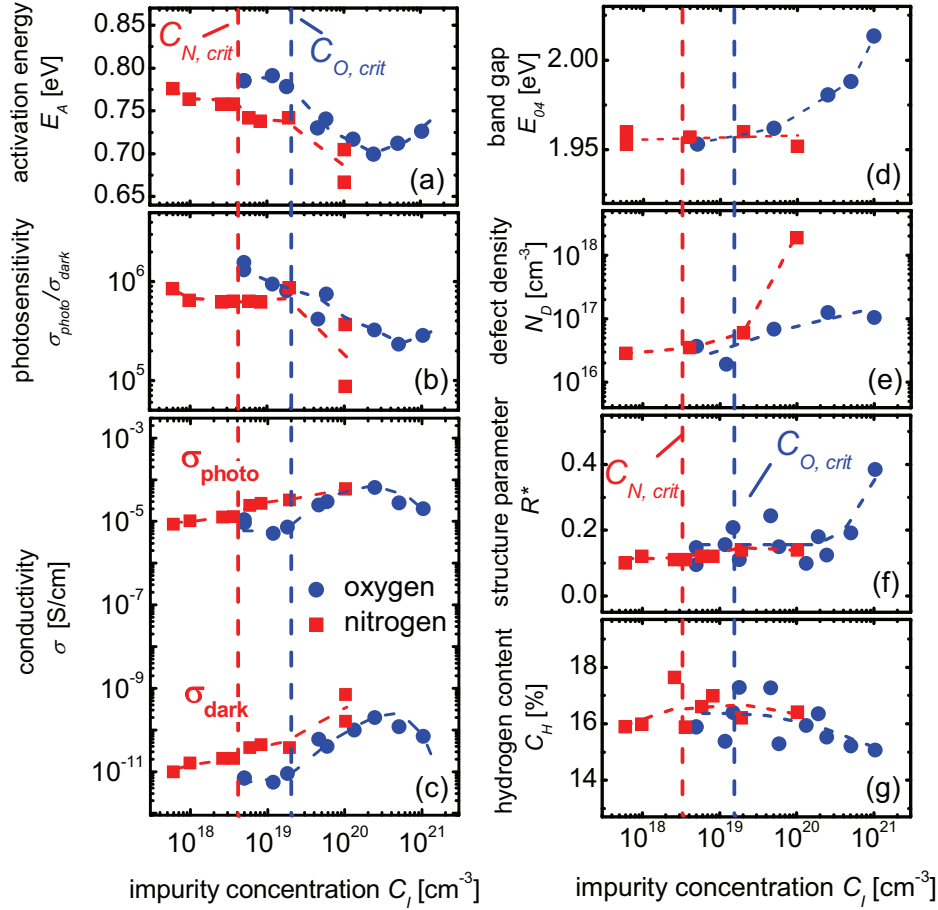 activation energy
E_A [eV]
0.85
0.80
0.75
0.70
0.65
C_N, crit
C_O, crit
(a)
photosensitivity
σ_photo/σ_dark
10^6
10^5
(b)
conductivity
σ [S/cm]
10^-3
10^-5
10^-7
10^-9
10^-11
σ_photo
oxygen
nitrogen
σ_dark
(c)
10^18 10^19 10^20 10^21
impurity concentration C_I [cm^-3]
band gap
E_04 [eV]
2.00
1.95
(d)
defect density
N_D [cm^-3]
10^18
10^17
10^16
(e)
structure parameter
R*
0.4
0.2
0.0
C_N, crit
C_O, crit
(f)
hydrogen content
C_H [%]
18
16
14
(g)
10^18 10^19 10^20 10^21
impurity concentration C_I [cm^-3]